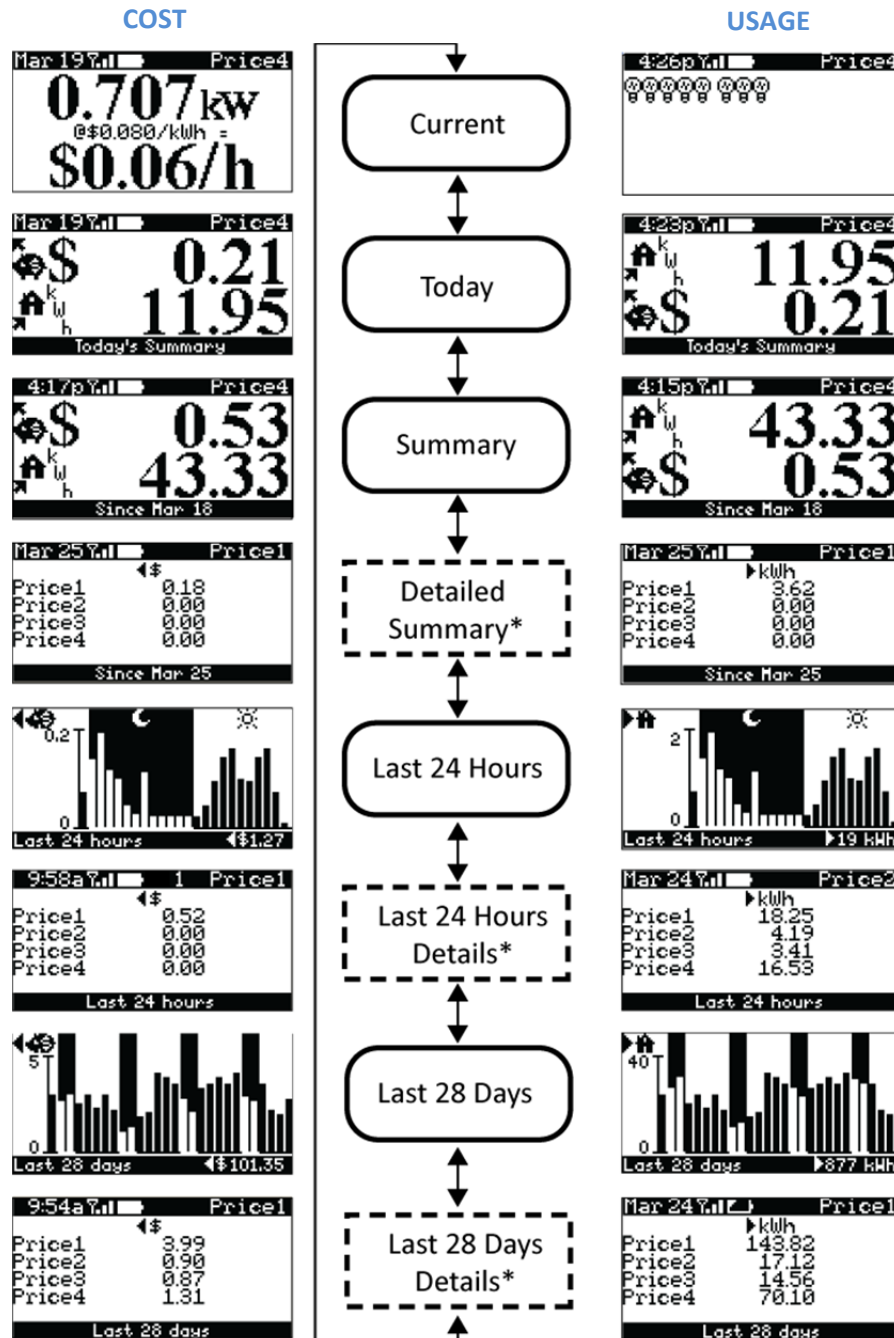 COST
USAGE
Mar 19 Price4
0.707 kW
@$0.080/kWh =
$0.06/h
Current
4:26p Price4
Mar 19 Price4
$ 0.21
kWh 11.95
Today's Summary
Today
4:23p Price4
kWh 11.95
$ 0.21
Today's Summary
4:17p Price4
$ 0.53
kWh 43.33
Since Mar 18
Summary
4:15p Price4
kWh 43.33
$ 0.53
Since Mar 18
Mar 25 Price1
$
Price1 0.18
Price2 0.00
Price3 0.00
Price4 0.00
Since Mar 25
Detailed
Summary*
Mar 25 Price1
kWh
Price1 3.62
Price2 0.00
Price3 0.00
Price4 0.00
Since Mar 25
0.2
0
Last 24 hours $1.27
Last 24 Hours
2
0
Last 24 hours 19 kWh
9:58a 1 Price1
$
Price1 0.52
Price2 0.00
Price3 0.00
Price4 0.00
Last 24 hours
Last 24 Hours
Details*
Mar 24 Price2
kWh
Price1 18.25
Price2 4.19
Price3 3.41
Price4 16.53
Last 24 hours
5
0
Last 28 days $101.35
Last 28 Days
40
0
Last 28 days 877 kWh
9:54a Price1
$
Price1 3.99
Price2 0.90
Price3 0.87
Price4 1.31
Last 28 days
Last 28 Days
Details*
Mar 24 Price1
kWh
Price1 143.82
Price2 17.12
Price3 14.56
Price4 70.10
Last 28 days